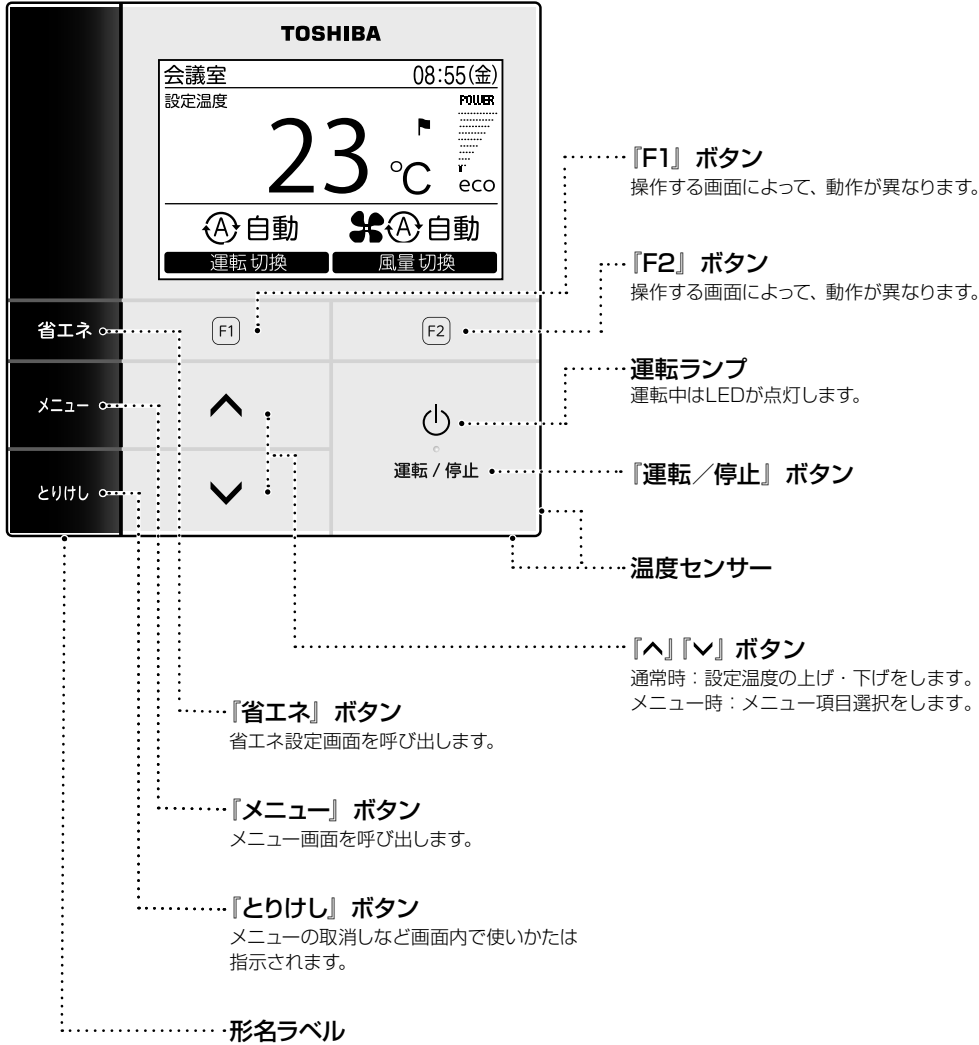 TOSHIBA
会議室 08:55(金)
設定温度 POWER
23 ℃
eco
Ⓐ 自動 Ⓐ 自動
運転切換 風量切換
省エネ F1 F2
メニュー
とりけし
運転 / 停止
『F1』ボタン
操作する画面によって、動作が異なります。
『F2』ボタン
操作する画面によって、動作が異なります。
運転ランプ
運転中はLEDが点灯します。
『運転／停止』ボタン
温度センサー
『∧』『∨』ボタン
通常時：設定温度の上げ・下げをします。
メニュー時：メニュー項目選択をします。
『省エネ』ボタン
省エネ設定画面を呼び出します。
『メニュー』ボタン
メニュー画面を呼び出します。
『とりけし』ボタン
メニューの取消しなど画面内で使いかたは
指示されます。
形名ラベル